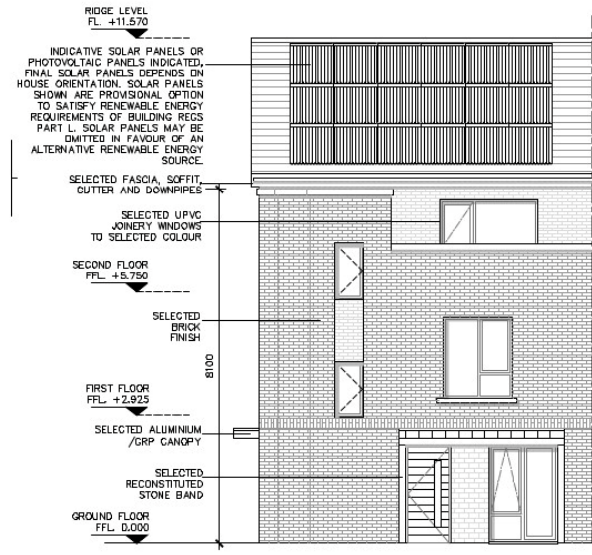 RIDGE LEVEL
FL. +11.570
INDICATIVE SOLAR PANELS OR
PHOTOVOLTAIC PANELS INDICATED,
FINAL SOLAR PANELS DEPENDS ON
HOUSE ORIENTATION. SOLAR PANELS
SHOWN ARE PROVISIONAL OPTION
TO SATISFY RENEWABLE ENERGY
REQUIREMENTS OF BUILDING REGS
PART L. SOLAR PANELS MAY BE
OMITTED IN FAVOUR OF AN
ALTERNATIVE RENEWABLE ENERGY
SOURCE.
SELECTED FASCIA, SOFFIT,
GUTTER AND DOWNPIPES
SELECTED UPVC
JOINERY WINDOWS
TO SELECTED COLOUR
SECOND FLOOR
FFL. +5.750
SELECTED
BRICK
FINISH
8100
FIRST FLOOR
FFL. +2.925
SELECTED ALUMINIUM
/GRP CANOPY
SELECTED
RECONSTITUTED
STONE BAND
GROUND FLOOR
FFL. 0.000